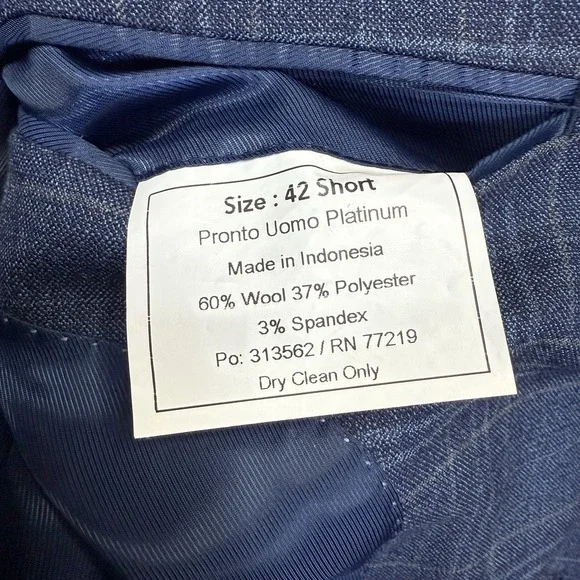 Size : 42 Short
Pronto Uomo Platinum
Made in Indonesia
60% Wool 37% Polyester
3% Spandex
Po: 313562 / RN 77219
Dry Clean Only